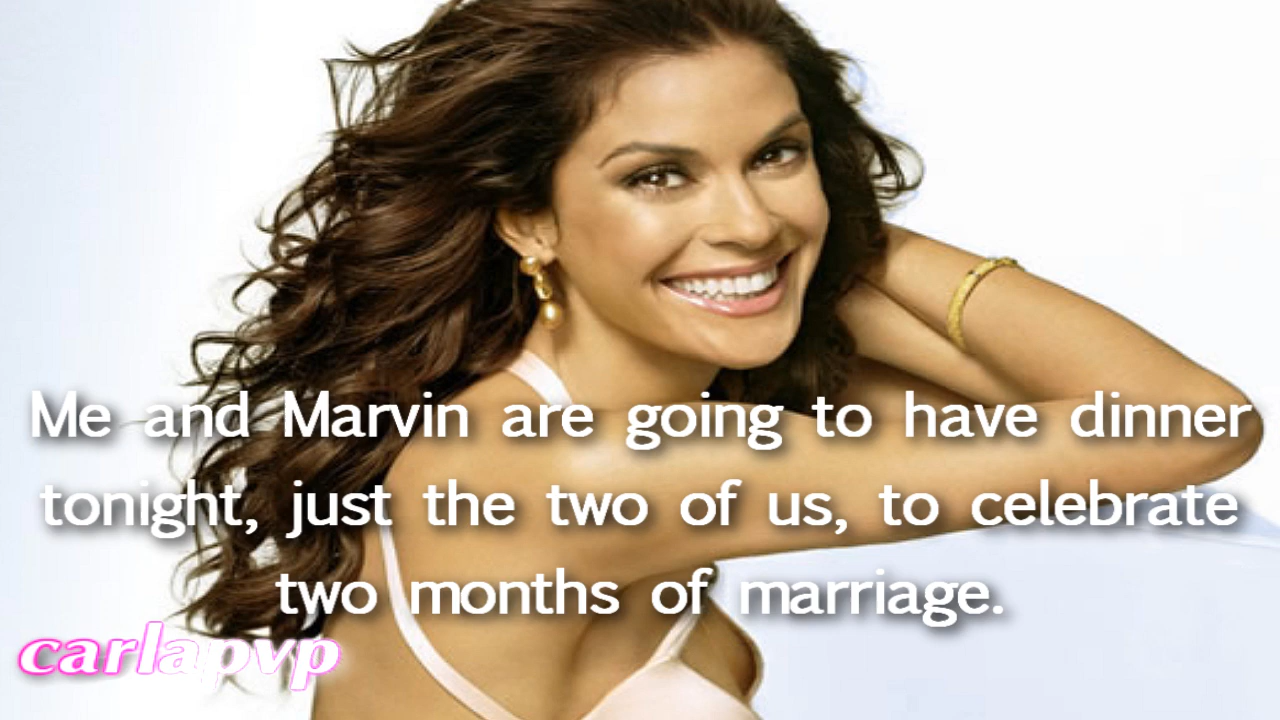 Me and Marvin are going to have dinner
tonight, just the two of us, to celebrate
two months of marriage.
carlapvp